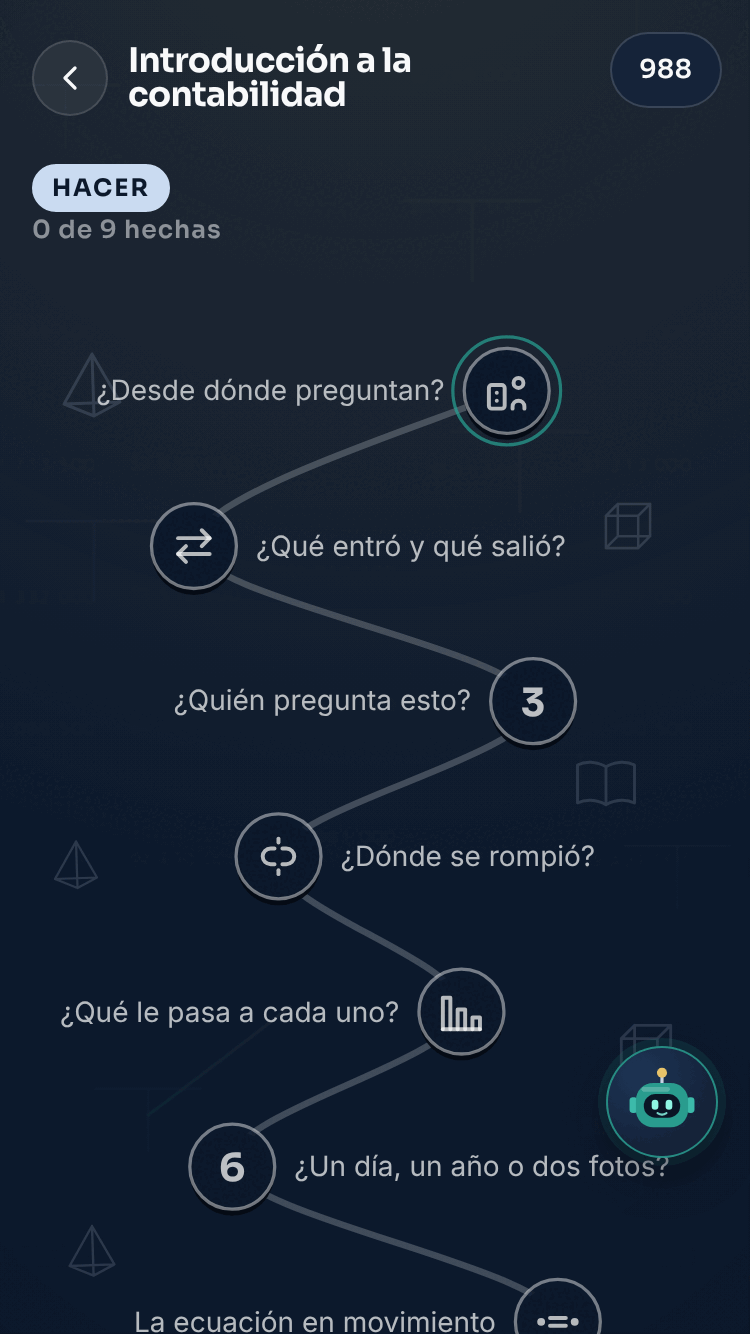 Introducción a la
contabilidad
988
HACER
0 de 9 hechas
¿Desde dónde preguntan?
¿Qué entró y qué salió?
¿Quién pregunta esto?
3
¿Dónde se rompió?
¿Qué le pasa a cada uno?
6
¿Un día, un año o dos fotos?
La ecuación en movimiento